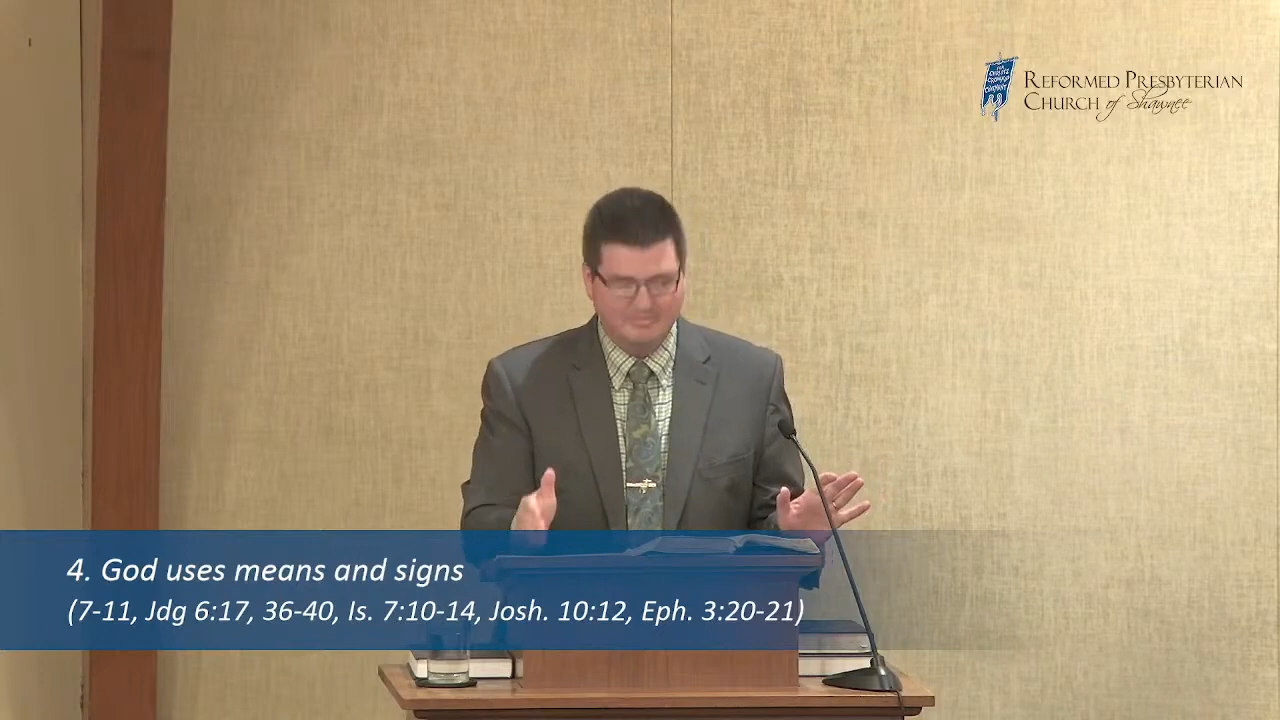 REFORMED PRESBYTERIAN
CHURCH of Shawnee
4. God uses means and signs
(7-11, Jdg 6:17, 36-40, Is. 7:10-14, Josh. 10:12, Eph. 3:20-21)